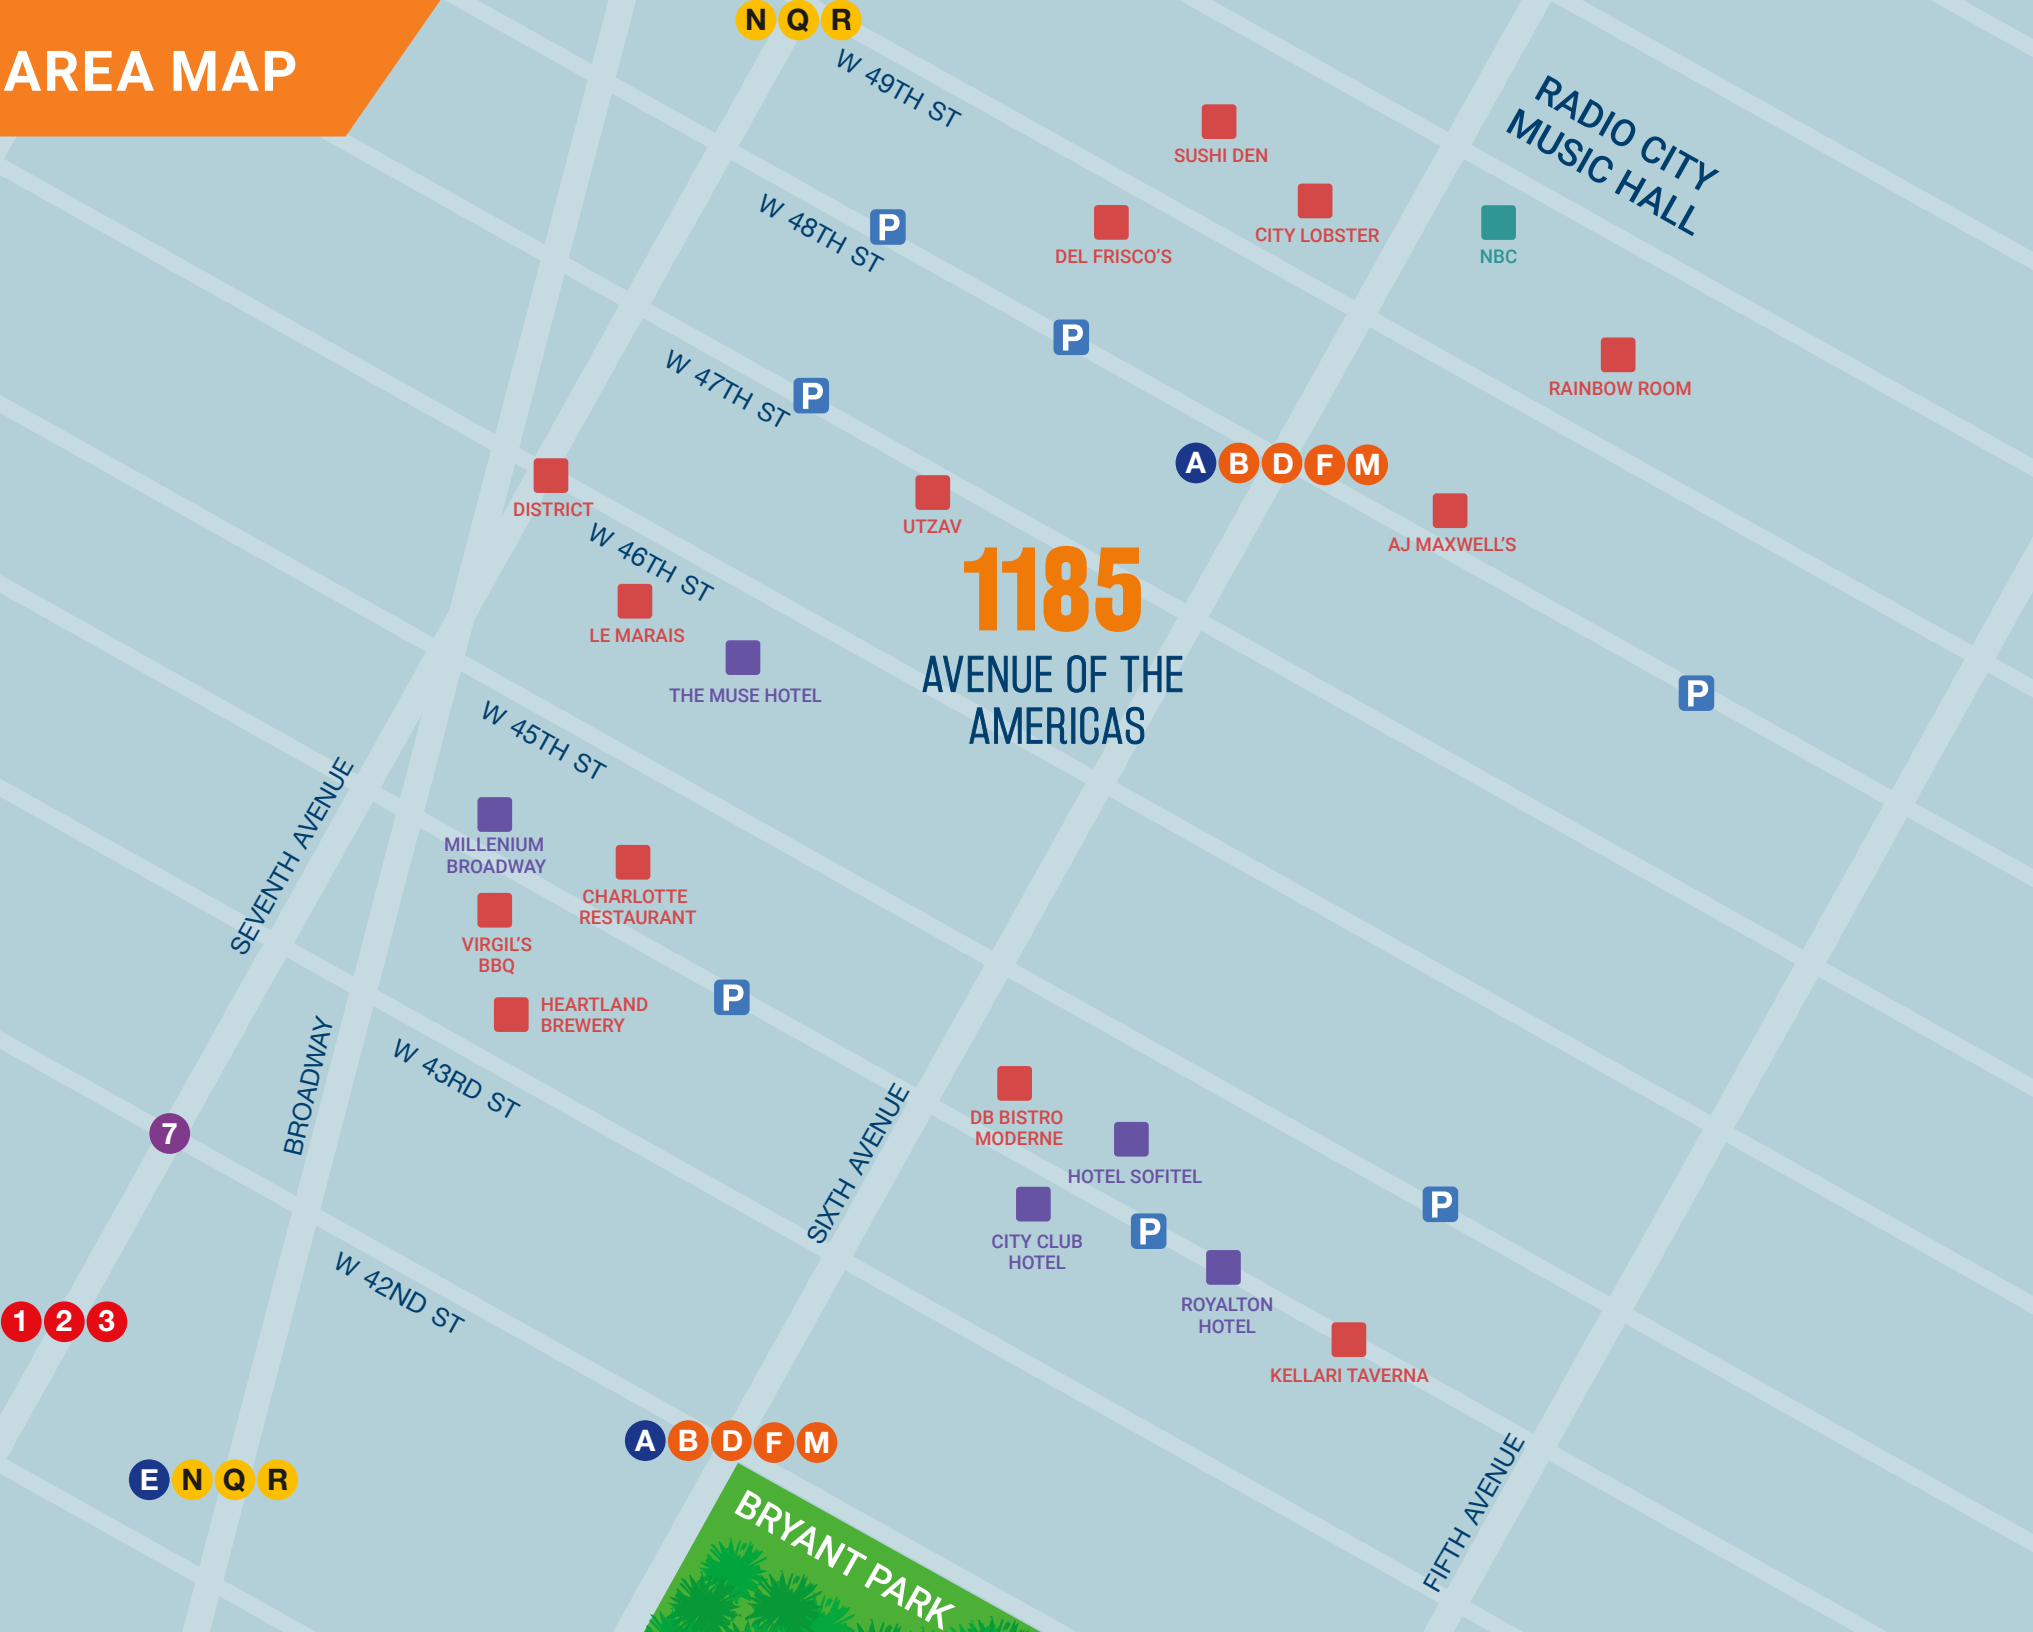 AREA MAP
N Q R
W 49TH ST
SUSHI DEN
RADIO CITY
MUSIC HALL
W 48TH ST
P
DEL FRISCO'S
CITY LOBSTER
NBC
P
W 47TH ST
P
RAINBOW ROOM
A B D F M
DISTRICT
UTZAV
AJ MAXWELL'S
W 46TH ST
1185
AVENUE OF THE
AMERICAS
LE MARAIS
THE MUSE HOTEL
P
W 45TH ST
SEVENTH AVENUE
MILLENIUM
BROADWAY
CHARLOTTE
RESTAURANT
VIRGIL'S
BBQ
HEARTLAND
BREWERY
P
W 43RD ST
BROADWAY
7
SIXTH AVENUE
DB BISTRO
MODERNE
HOTEL SOFITEL
CITY CLUB
HOTEL
P
P
ROYALTON
HOTEL
KELLARI TAVERNA
W 42ND ST
1 2 3
A B D F M
E N Q R
BRYANT PARK
FIFTH AVENUE